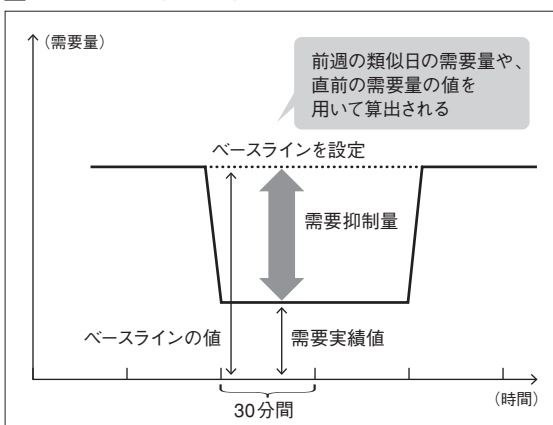 (需要量)
前週の類似日の需要量や、
直前の需要量の値を
用いて算出される
ベースラインを設定
需要抑制量
ベースラインの値
需要実績値
(時間)
30分間